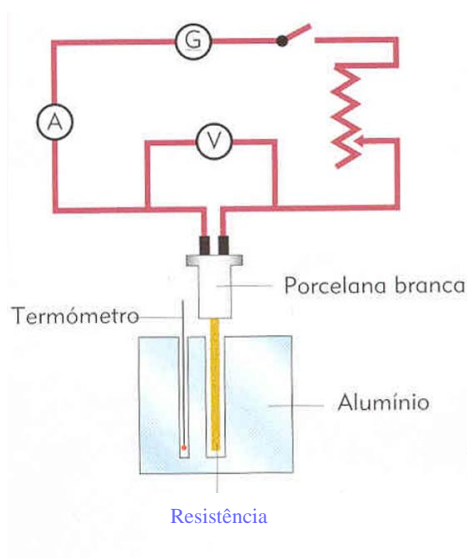 G
A
V
Porcelana branca
Termómetro
Alumínio
Resistência